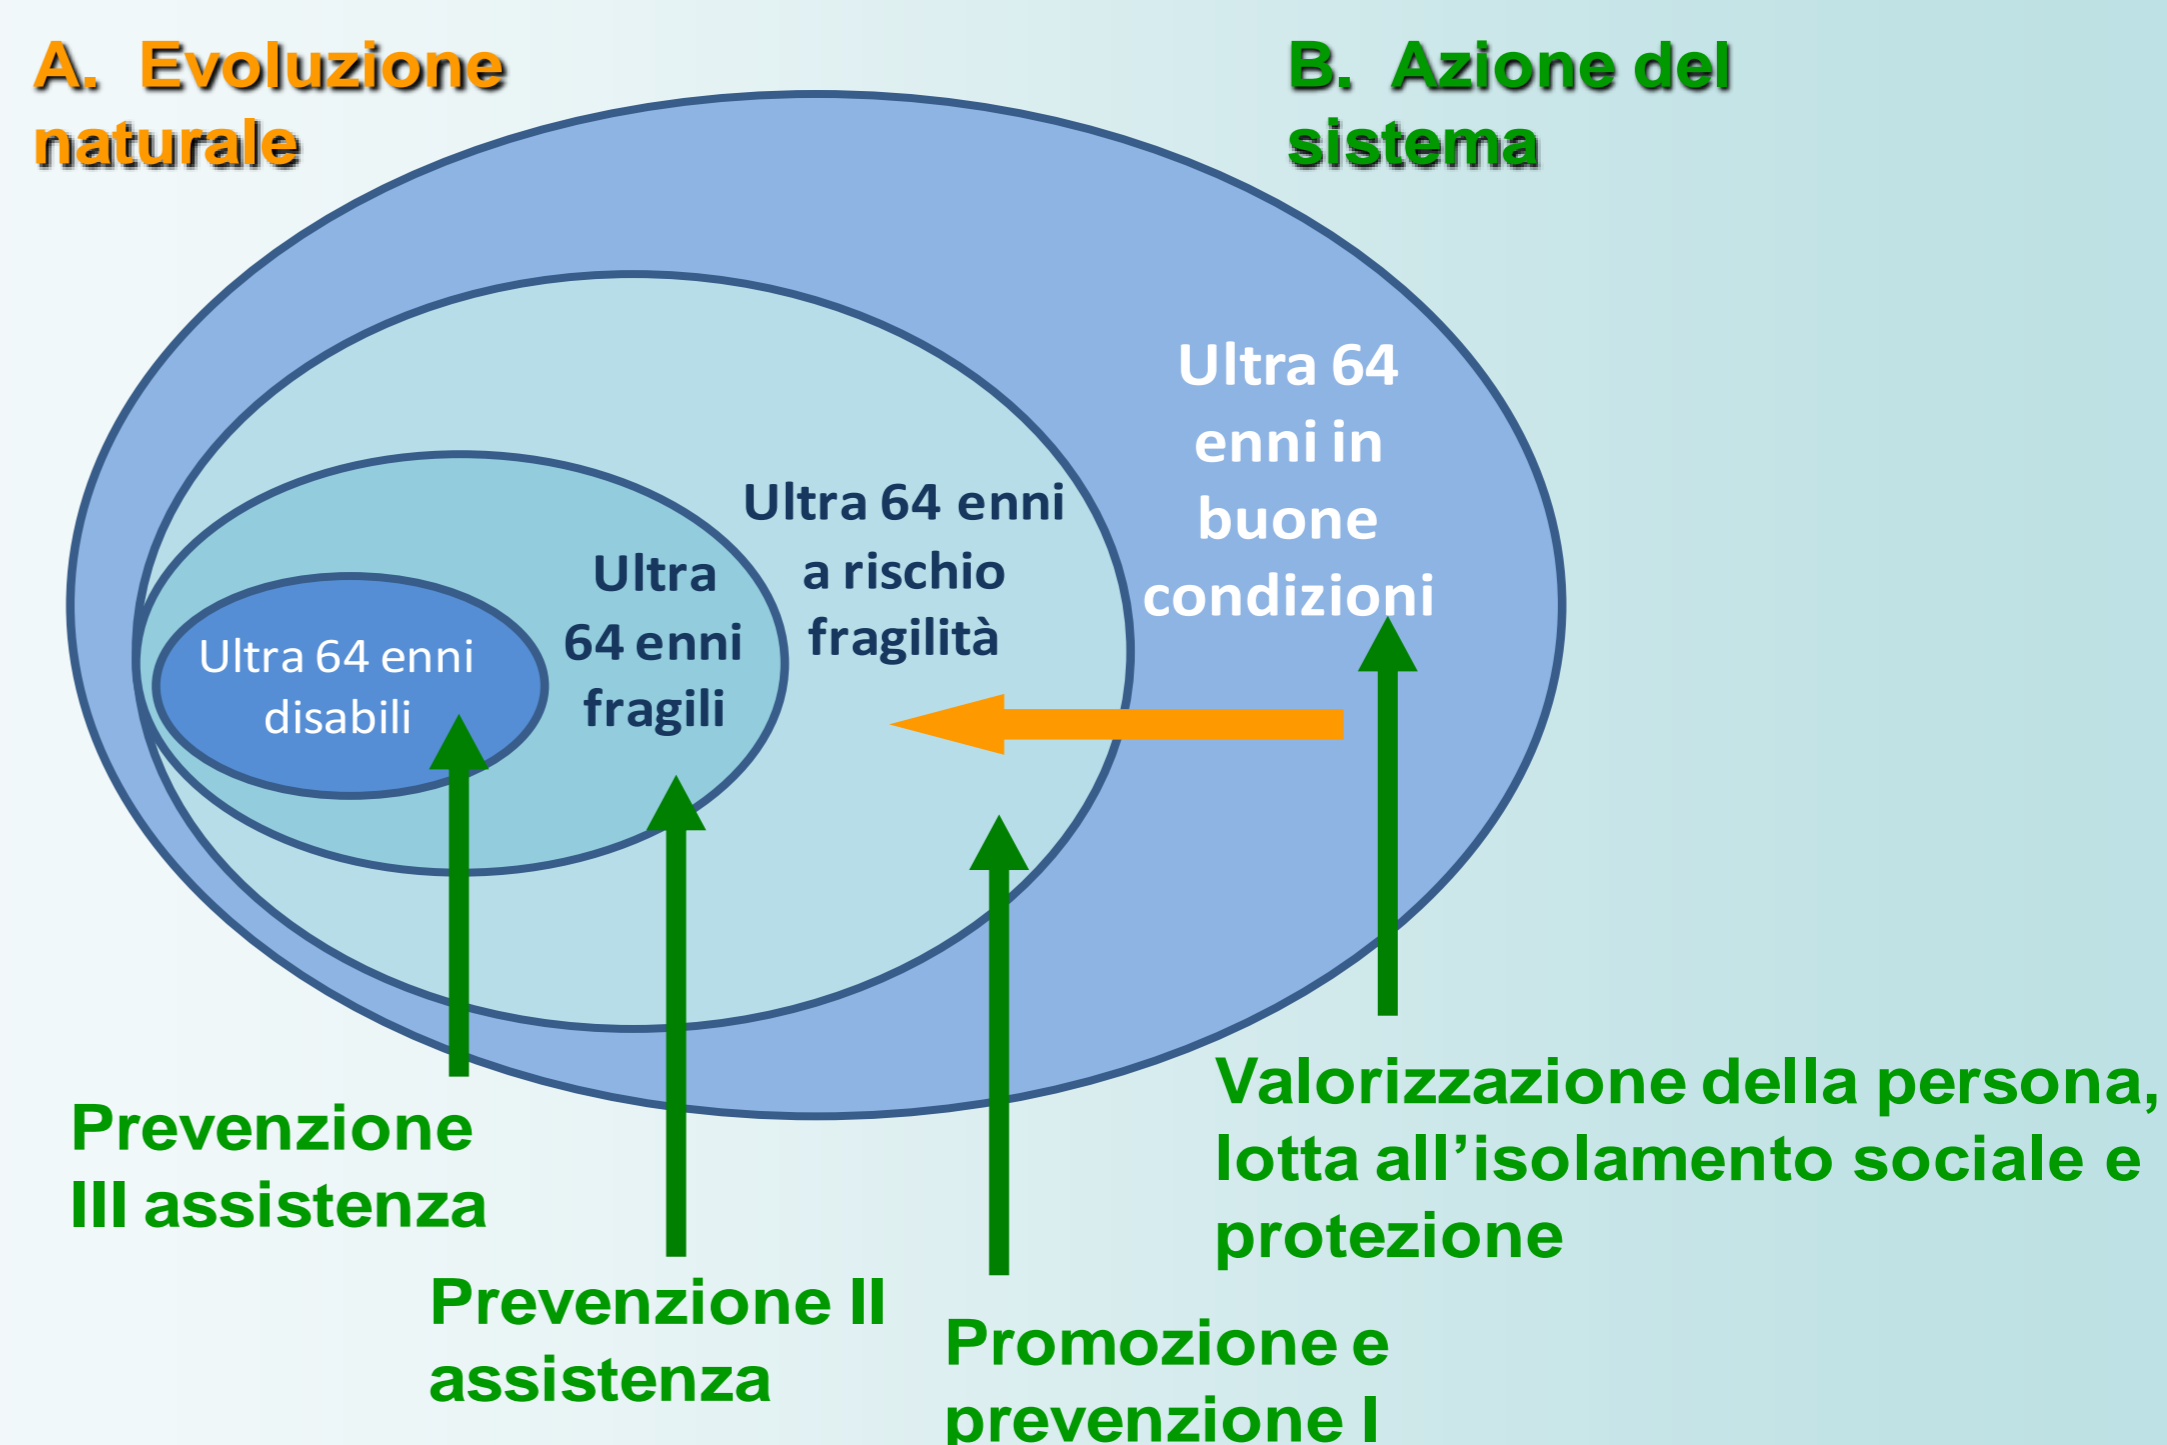 A. Evoluzione
naturale
B. Azione del
sistema
Ultra 64
enni in
buone
condizioni
Ultra 64 enni
a rischio
fragilità
Ultra
64 enni
fragili
Ultra 64 enni
disabili
Prevenzione
III assistenza
Prevenzione II
assistenza
Promozione e
prevenzione I
Valorizzazione della persona,
lotta all’isolamento sociale e
protezione